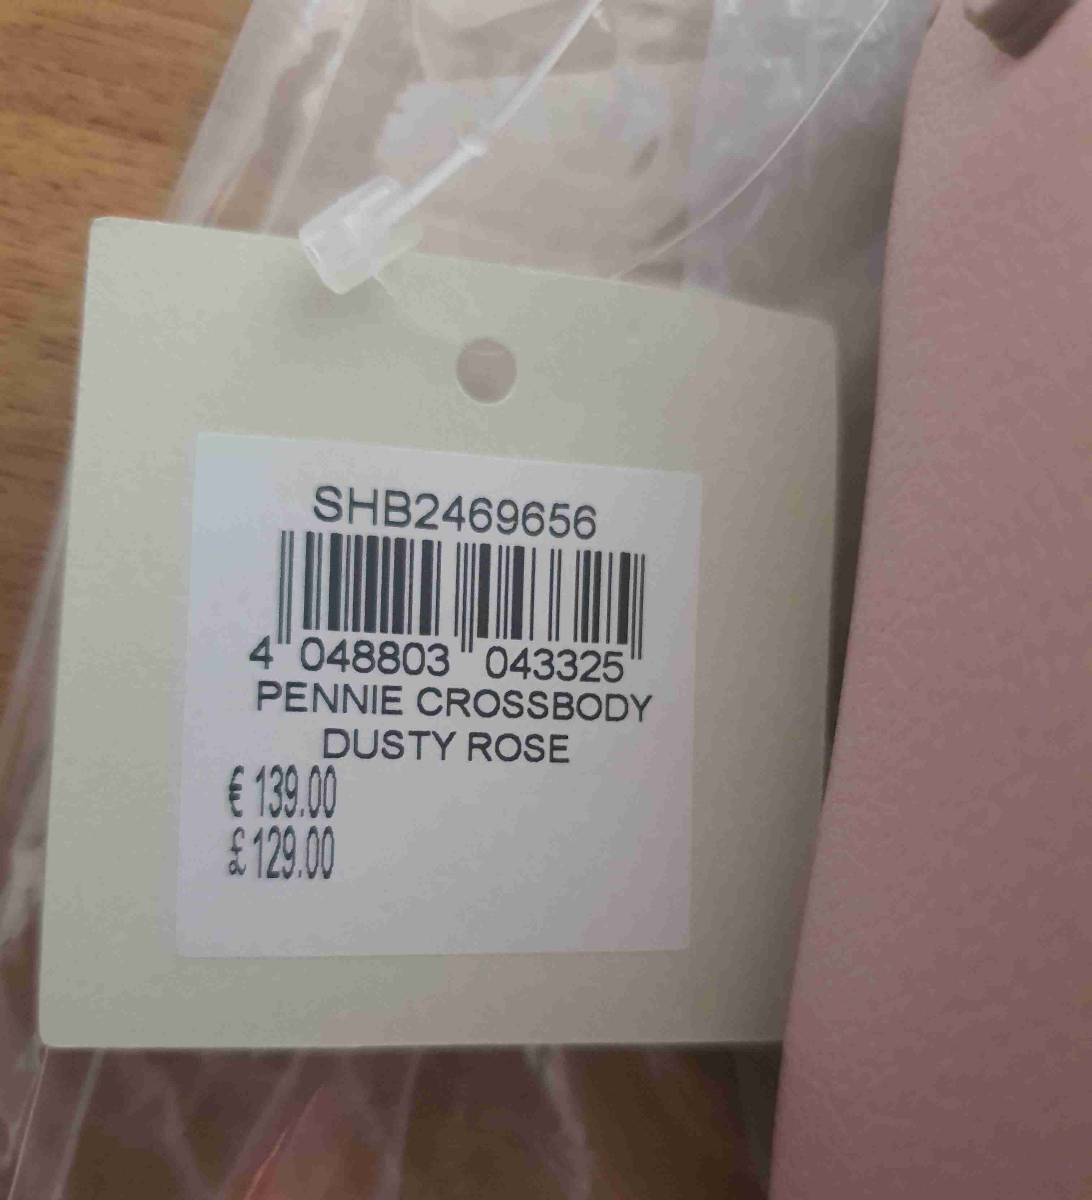 SHB2469656
4 048803 043325
PENNIE CROSSBODY
DUSTY ROSE
€ 139.00
£ 129.00